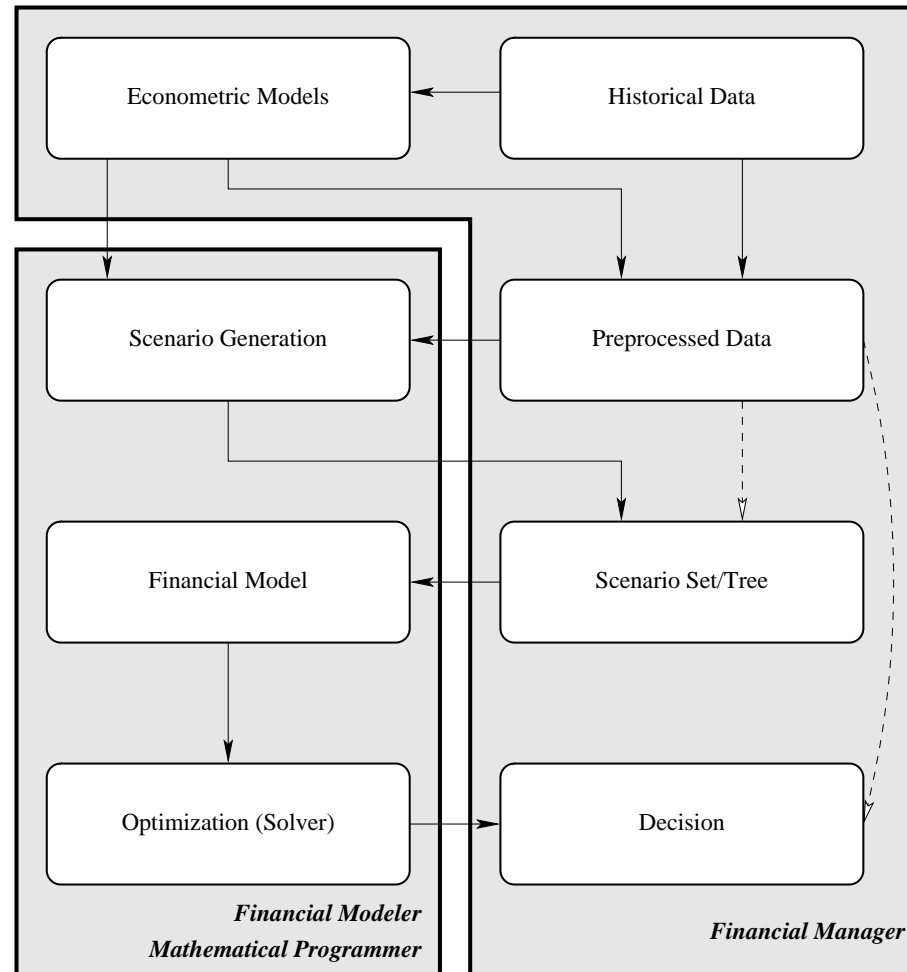 Econometric Models
Historical Data
Scenario Generation
Preprocessed Data
Financial Model
Scenario Set/Tree
Optimization (Solver)
Decision
Financial Modeler
Mathematical Programmer
Financial Manager